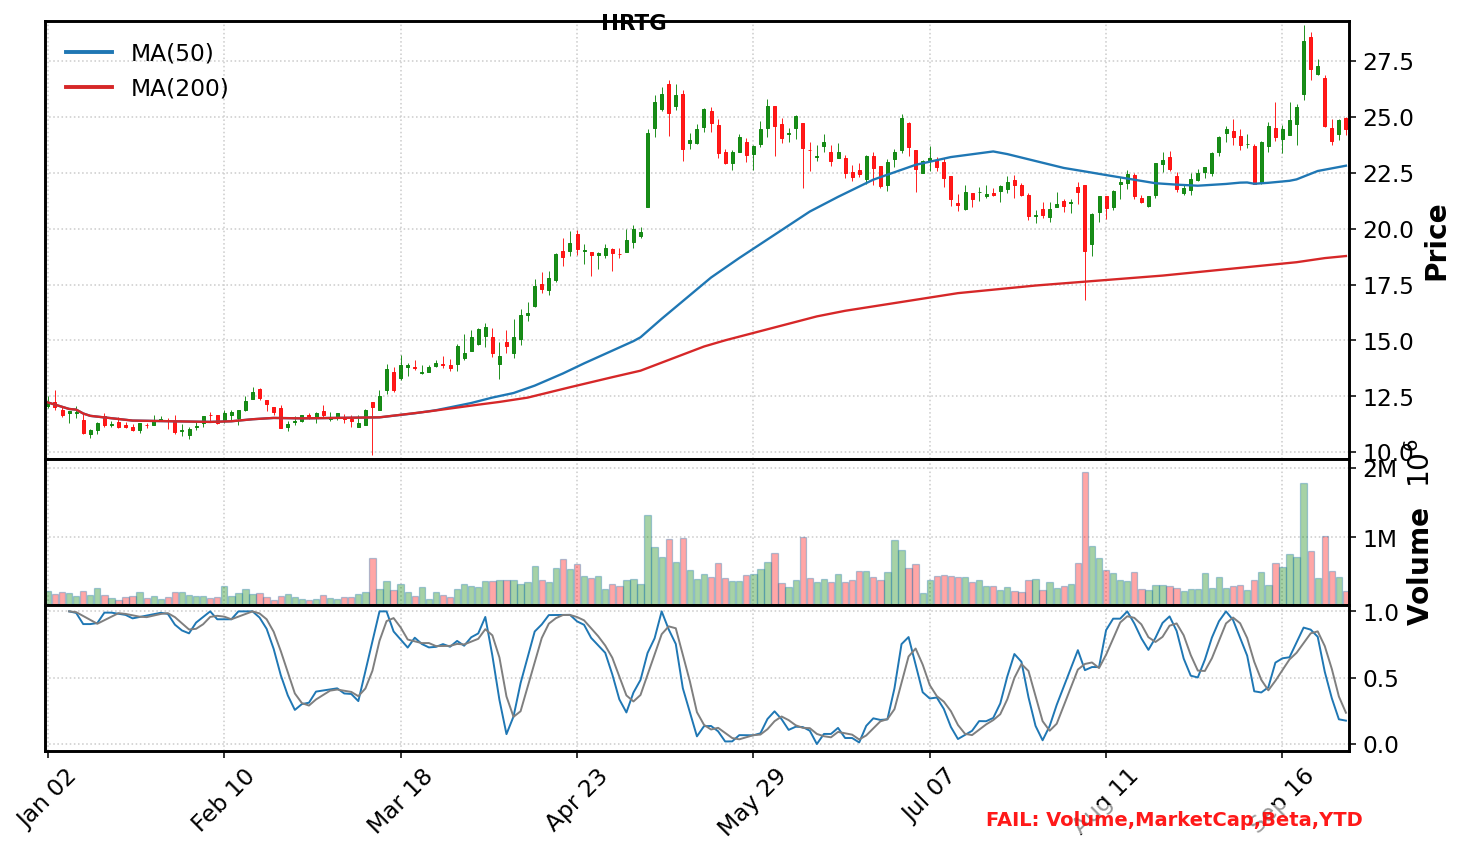 HRTG
MA(50)
MA(200)
27.5
25.0
22.5
20.0
17.5
15.0
12.5
10.0
Price
2M
1M
Volume 10⁶
1.0
0.5
0.0
Jan 02
Feb 10
Mar 18
Apr 23
May 29
Jul 07
Aug 11
Sep 16
FAIL: Volume,MarketCap,Beta,YTD